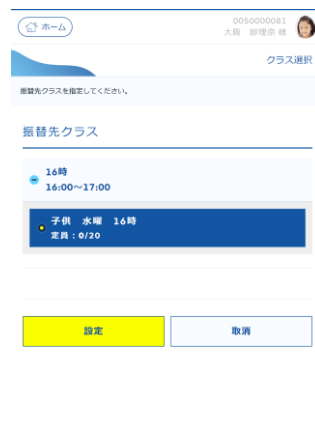 ホーム
0050000081
大阪 紗理奈 様
クラス選択
振替先クラスを指定してください。
振替先クラス
16時
16:00～17:00
子供 水曜 16時
定員：0/20
設定
取消